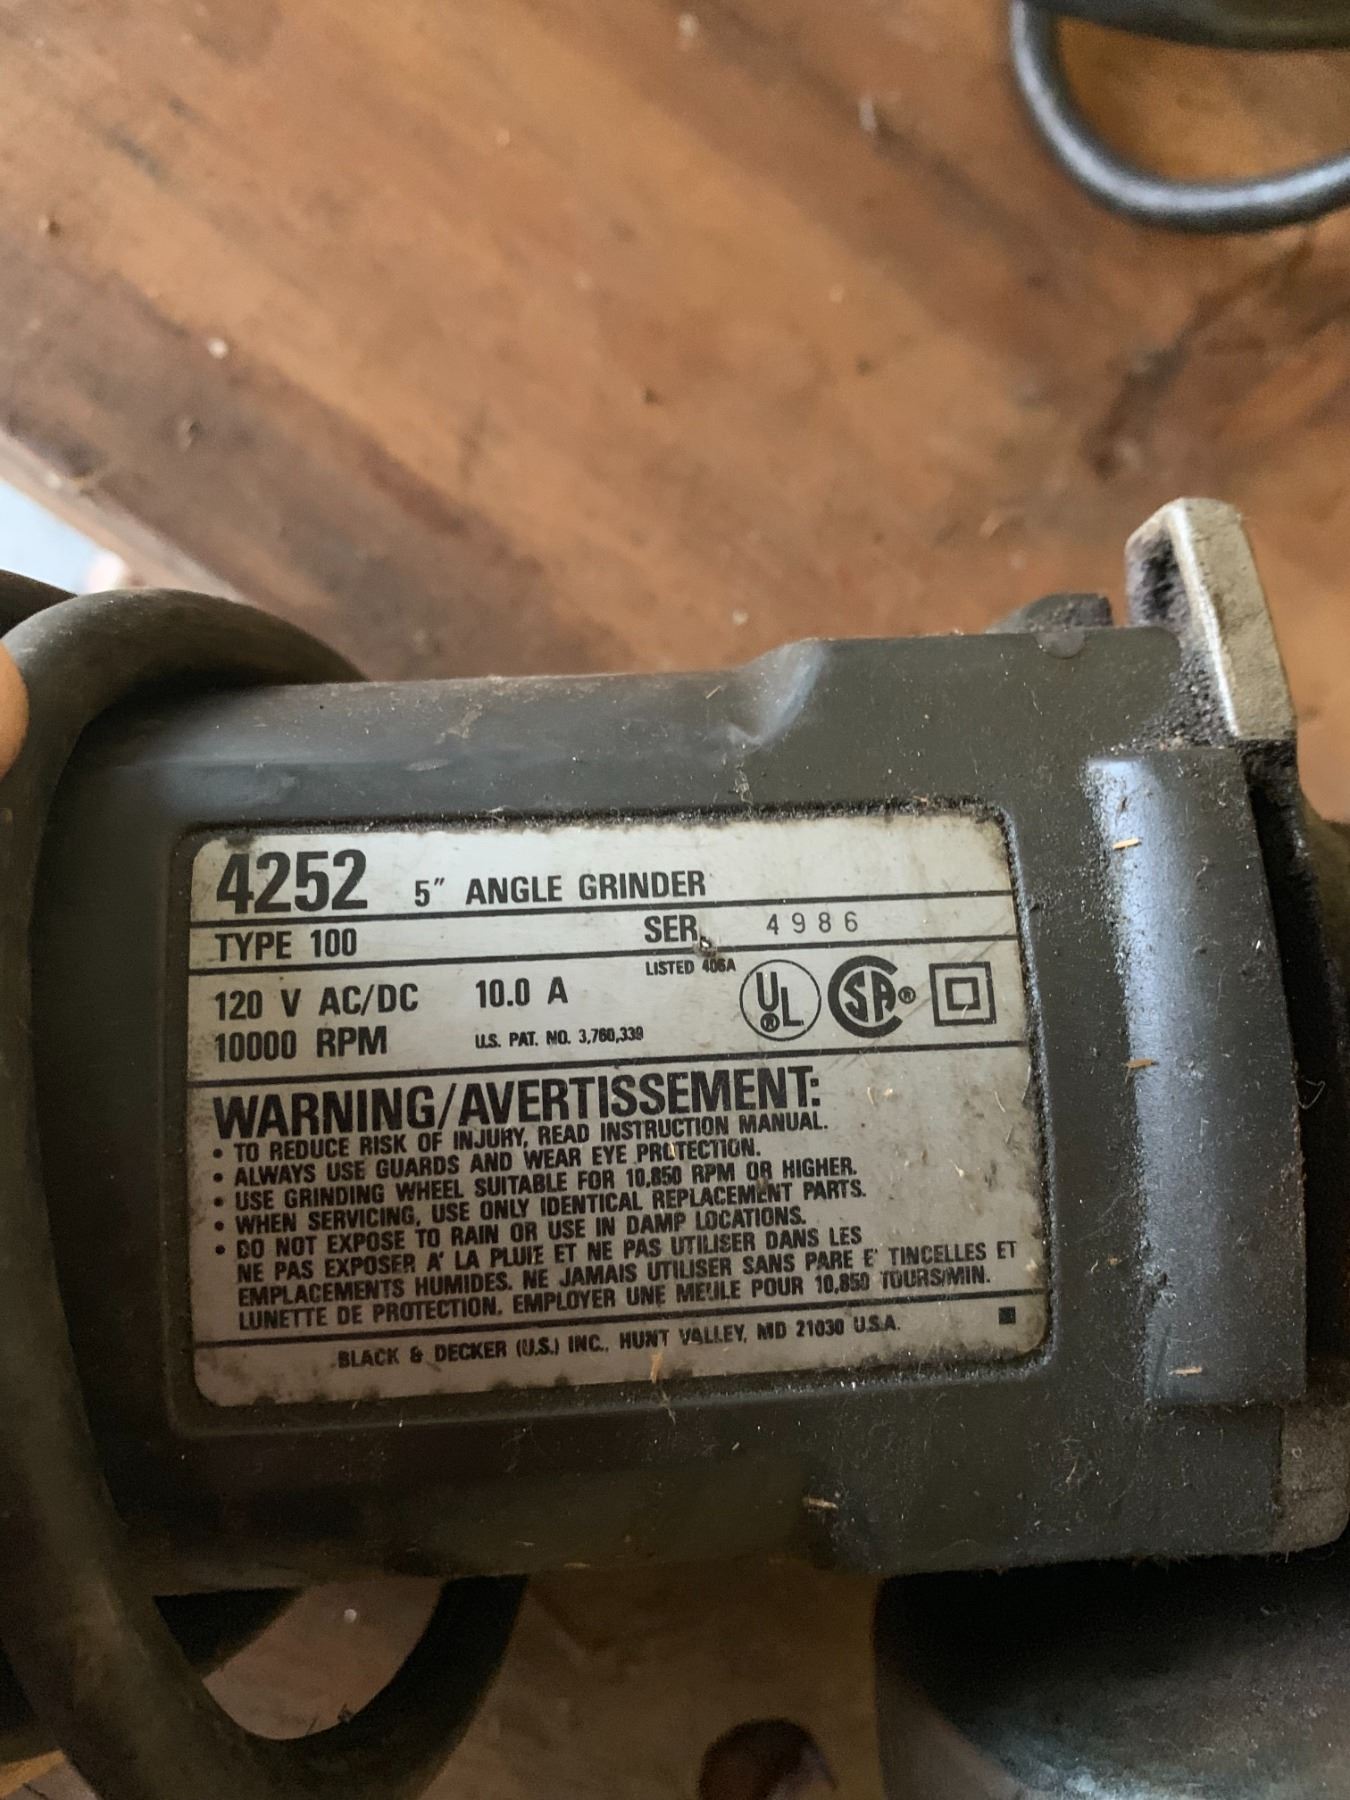 4252 5" ANGLE GRINDER
TYPE 100 SER. 4986
LISTED 406A
120 V AC/DC 10.0 A UL® SA®
10000 RPM U.S. PAT. NO. 3,760,339
WARNING/AVERTISSEMENT:
• TO REDUCE RISK OF INJURY, READ INSTRUCTION MANUAL.
• ALWAYS USE GUARDS AND WEAR EYE PROTECTION.
• USE GRINDING WHEEL SUITABLE FOR 10,850 RPM OR HIGHER.
• WHEN SERVICING, USE ONLY IDENTICAL REPLACEMENT PARTS.
• DO NOT EXPOSE TO RAIN OR USE IN DAMP LOCATIONS.
NE PAS EXPOSER A' LA PLUIE ET NE PAS UTILISER DANS LES
EMPLACEMENTS HUMIDES. NE JAMAIS UTILISER SANS PARE E' TINCELLES ET
LUNETTE DE PROTECTION. EMPLOYER UNE MEULE POUR 10,850 TOURS/MIN.
BLACK & DECKER (U.S.) INC., HUNT VALLEY, MD 21030 U.S.A.